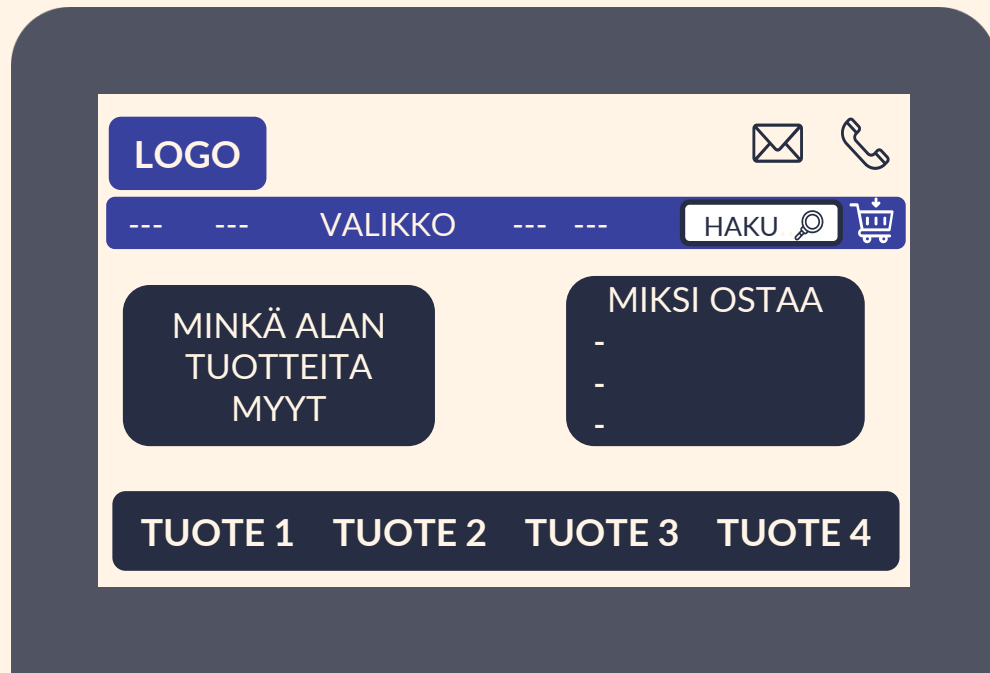 LOGO
--- --- VALIKKO --- --- HAKU
MINKÄ ALAN
TUOTTEITA
MYYT
MIKSI OSTAA
-
-
-
TUOTE 1 TUOTE 2 TUOTE 3 TUOTE 4